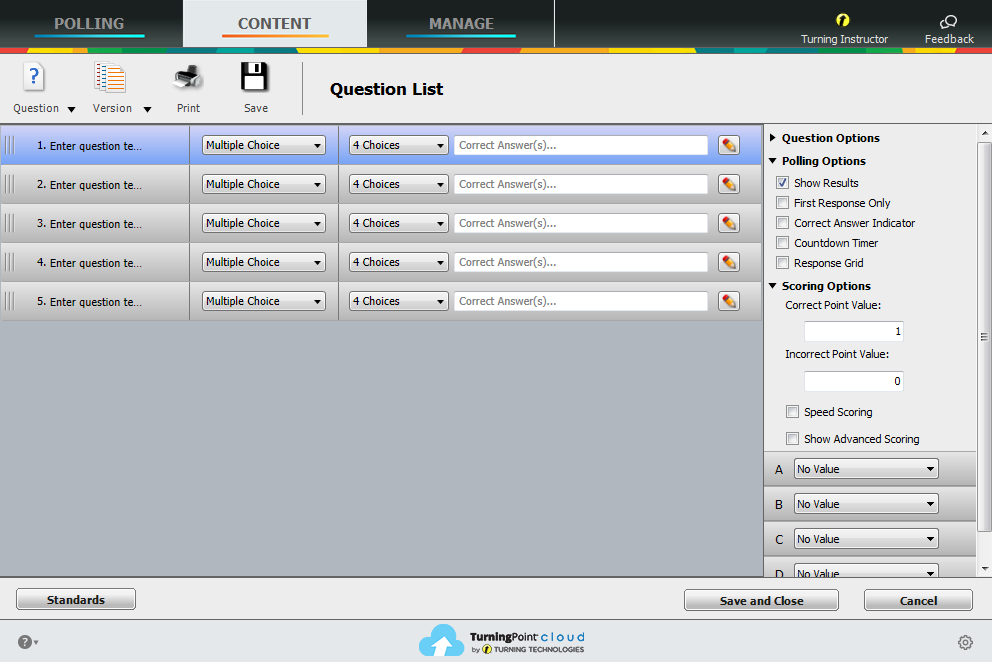 POLLING
CONTENT
MANAGE
Turning Instructor
Feedback
?
Question
Version
Print
Save
Question List
1. Enter question te... Multiple Choice 4 Choices Correct Answer(s)...
2. Enter question te... Multiple Choice 4 Choices Correct Answer(s)...
3. Enter question te... Multiple Choice 4 Choices Correct Answer(s)...
4. Enter question te... Multiple Choice 4 Choices Correct Answer(s)...
5. Enter question te... Multiple Choice 4 Choices Correct Answer(s)...
Question Options
Polling Options
Show Results
First Response Only
Correct Answer Indicator
Countdown Timer
Response Grid
Scoring Options
Correct Point Value:
1
Incorrect Point Value:
0
Speed Scoring
Show Advanced Scoring
A No Value
B No Value
C No Value
D No Value
Standards
Save and Close
Cancel
?
TurningPoint cloud
by TURNING TECHNOLOGIES